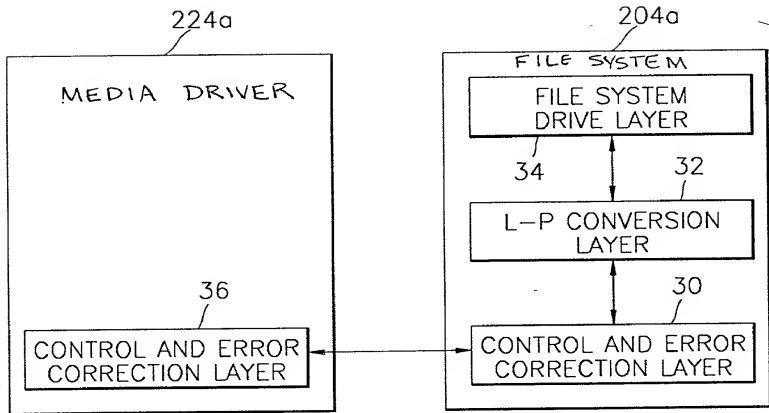 224a
204a
MEDIA DRIVER
FILE SYSTEM
FILE SYSTEM
DRIVE LAYER
34
32
L-P CONVERSION
LAYER
36
30
CONTROL AND ERROR
CORRECTION LAYER
CONTROL AND ERROR
CORRECTION LAYER